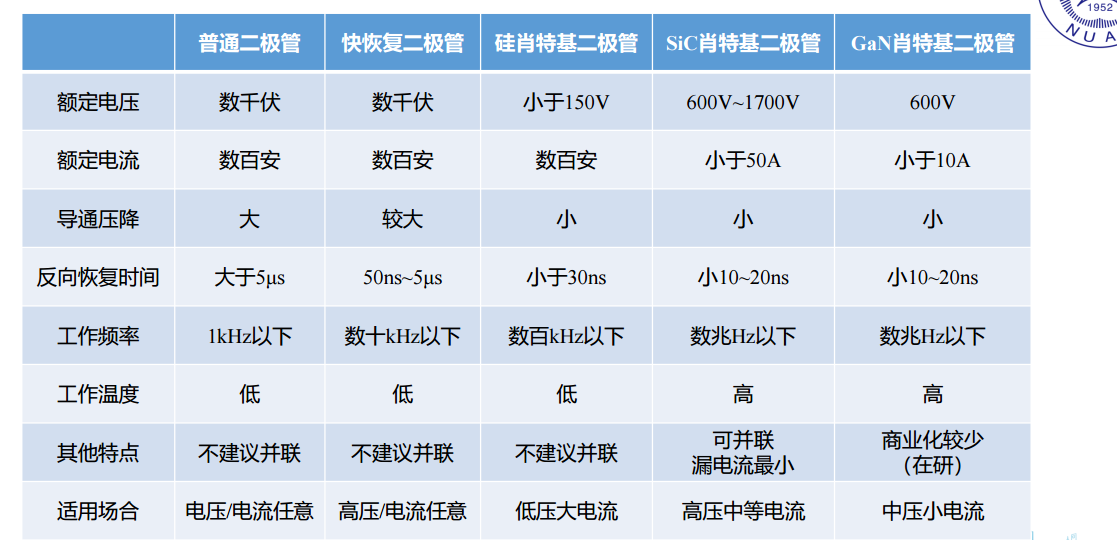 1952
NUA
普通二极管 快恢复二极管 硅肖特基二极管 SiC肖特基二极管 GaN肖特基二极管
额定电压 数千伏 数千伏 小于150V 600V~1700V 600V
额定电流 数百安 数百安 数百安 小于50A 小于10A
导通压降 大 较大 小 小 小
反向恢复时间 大于5μs 50ns~5μs 小于30ns 小10~20ns 小10~20ns
工作频率 1kHz以下 数十kHz以下 数百kHz以下 数兆Hz以下 数兆Hz以下
工作温度 低 低 低 高 高
其他特点 不建议并联 不建议并联 不建议并联 可并联 商业化较少
漏电流最小 （在研）
适用场合 电压/电流任意 高压/电流任意 低压大电流 高压中等电流 中压小电流